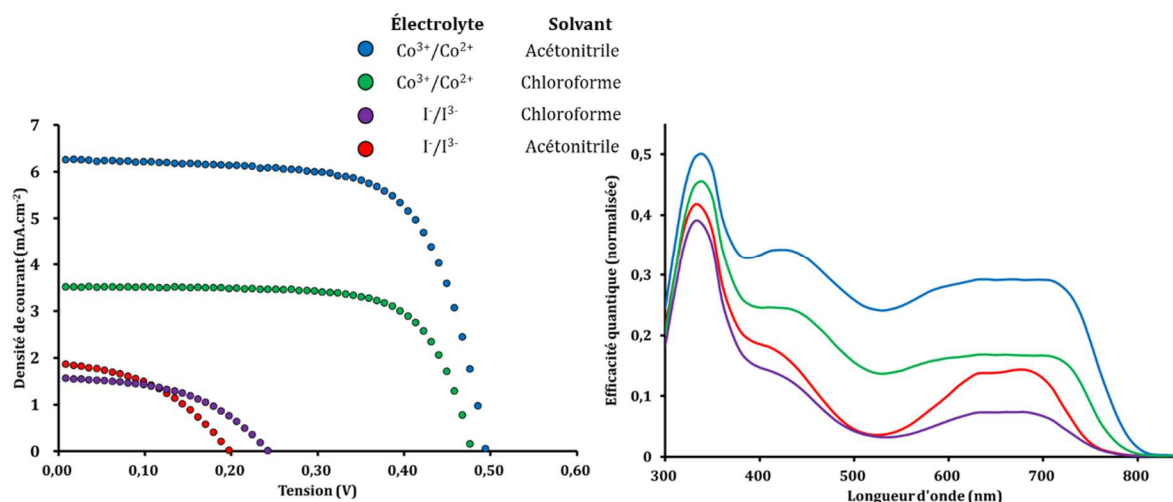 Électrolyte Solvant
Co³⁺/Co²⁺ Acétonitrile
Co³⁺/Co²⁺ Chloroforme
I⁻/I³⁻ Chloroforme
I⁻/I³⁻ Acétonitrile
Densité de courant (mA.cm⁻²)
7
6
5
4
3
2
1
0
0,00 0,10 0,20 0,30 0,40 0,50 0,60
Tension (V)
Efficacité quantique (normalisée)
0,5
0,4
0,3
0,2
0,1
0
300 400 500 600 700 800
Longueur d'onde (nm)